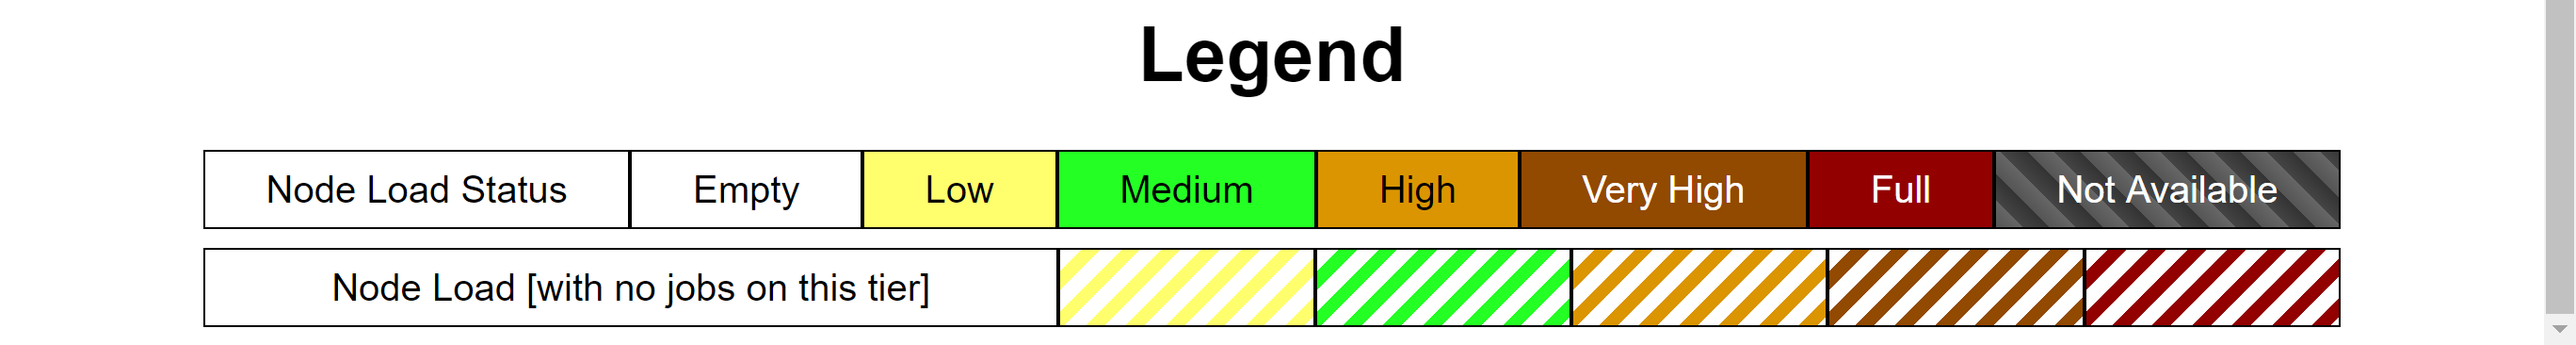 Legend
Node Load Status Empty Low Medium High Very High Full Not Available
Node Load [with no jobs on this tier]